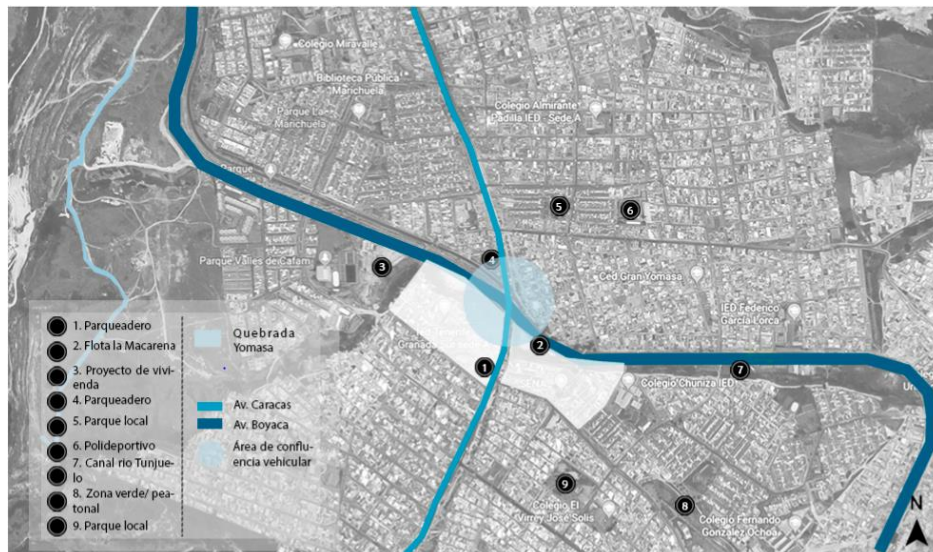 Colegio Miravalle
Biblioteca Pública
Marichuela
Parque La
Marichuela
Colegio Almirante
Padilla IED - Sede A
Parque
5
6
4
Parque Valles de Cafam
3
Ced Gran Yomasa
IED Federico
García Lorca
2
1
SENA
7
Colegio Chuniza IED
9
8
Colegio El
Virrey José Solís
Colegio Fernando
González Ochoa
1. Parqueadero
2. Flota la Macarena
3. Proyecto de vivi-
enda
4. Parqueadero
5. Parque local
6. Polideportivo
7. Canal rio Tunjue-
lo
8. Zona verde/ pea-
tonal
9. Parque local
Quebrada
Yomasa
Av. Caracas
Av. Boyaca
Área de conflu-
encia vehicular
N